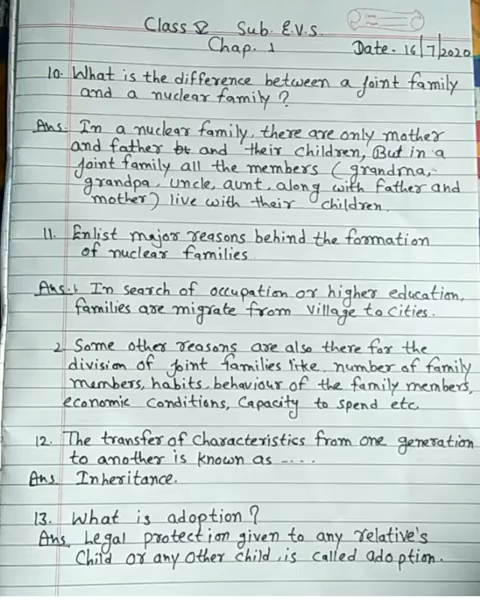 Class V Sub. E.V.S.
Chap. 1 Date. 16/7/2020
10. What is the difference between a joint family
and a nuclear family?
Ans. In a nuclear family, there are only mother
and father and their children, But in a
joint family all the members (grandma,
grandpa, uncle, aunt, along with father and
mother) live with their children.
11. Enlist major reasons behind the formation
of nuclear families.
Ans. 1 In search of occupation or higher education,
families are migrate from village to cities.
2. Some other reasons are also there for the
division of joint families like, number of family
members, habits, behaviour of the family members,
economic conditions, Capacity to spend etc.
12. The transfer of characteristics from one generation
to another is known as ....
Ans. Inheritance.
13. What is adoption?
Ans. Legal protection given to any relative's
Child or any other child, is called adoption.